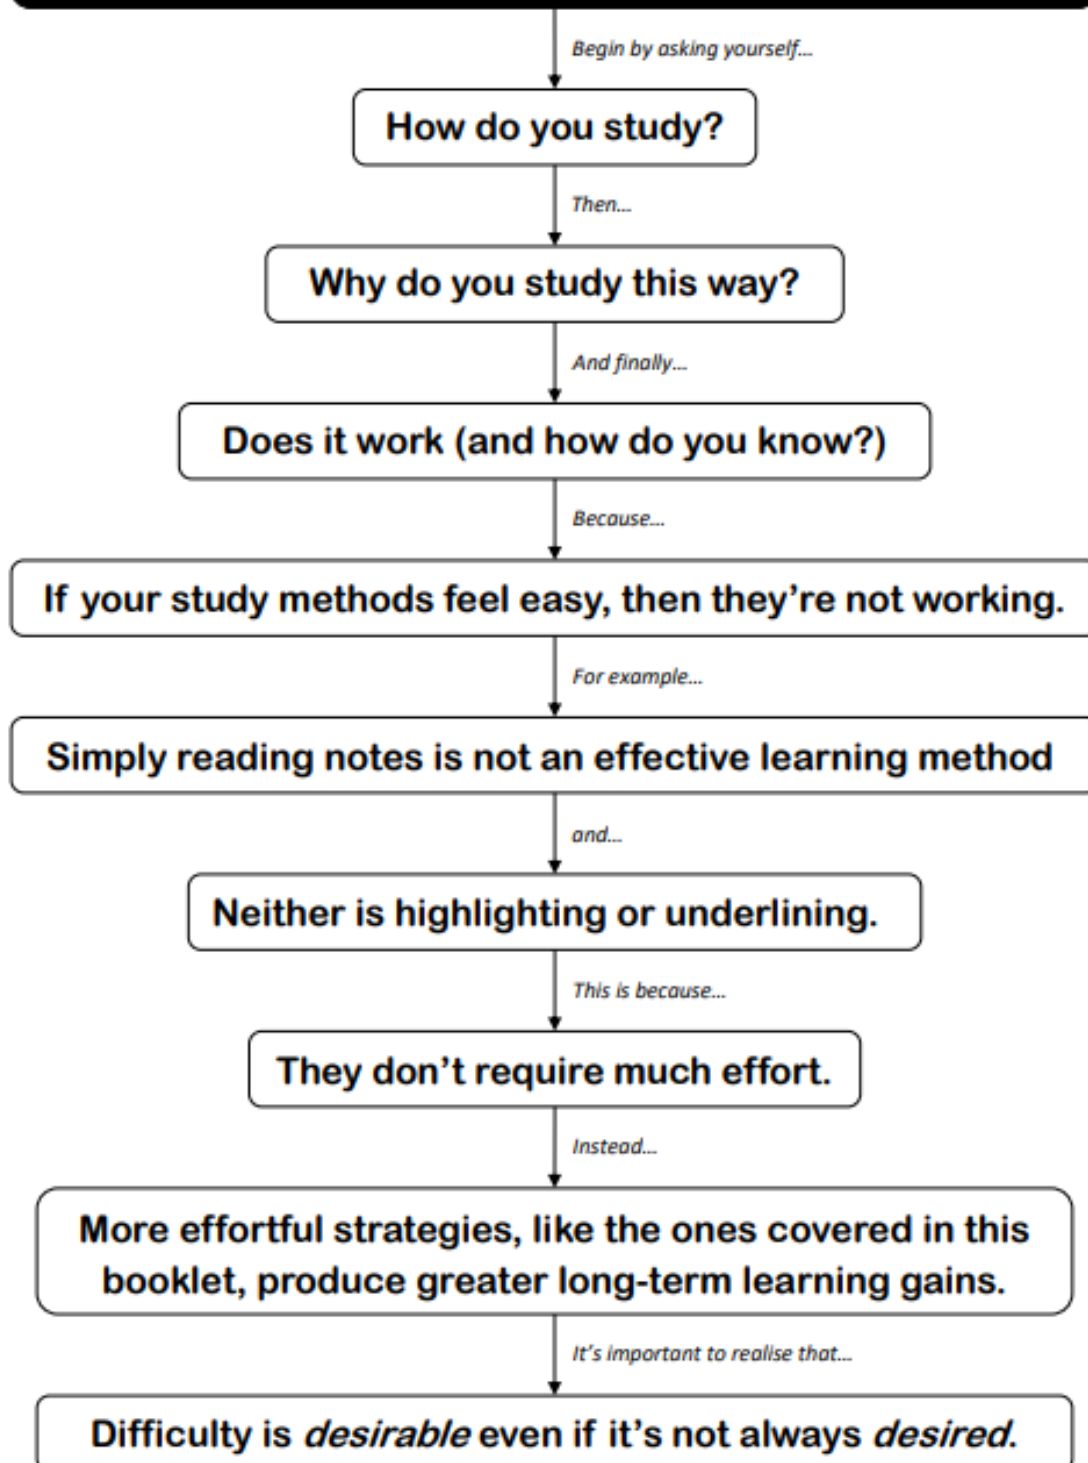 Begin by asking yourself...
How do you study?
Then...
Why do you study this way?
And finally...
Does it work (and how do you know?)
Because...
If your study methods feel easy, then they're not working.
For example...
Simply reading notes is not an effective learning method
and...
Neither is highlighting or underlining.
This is because...
They don't require much effort.
Instead...
More effortful strategies, like the ones covered in this
booklet, produce greater long-term learning gains.
It's important to realise that...
Difficulty is desirable even if it's not always desired.